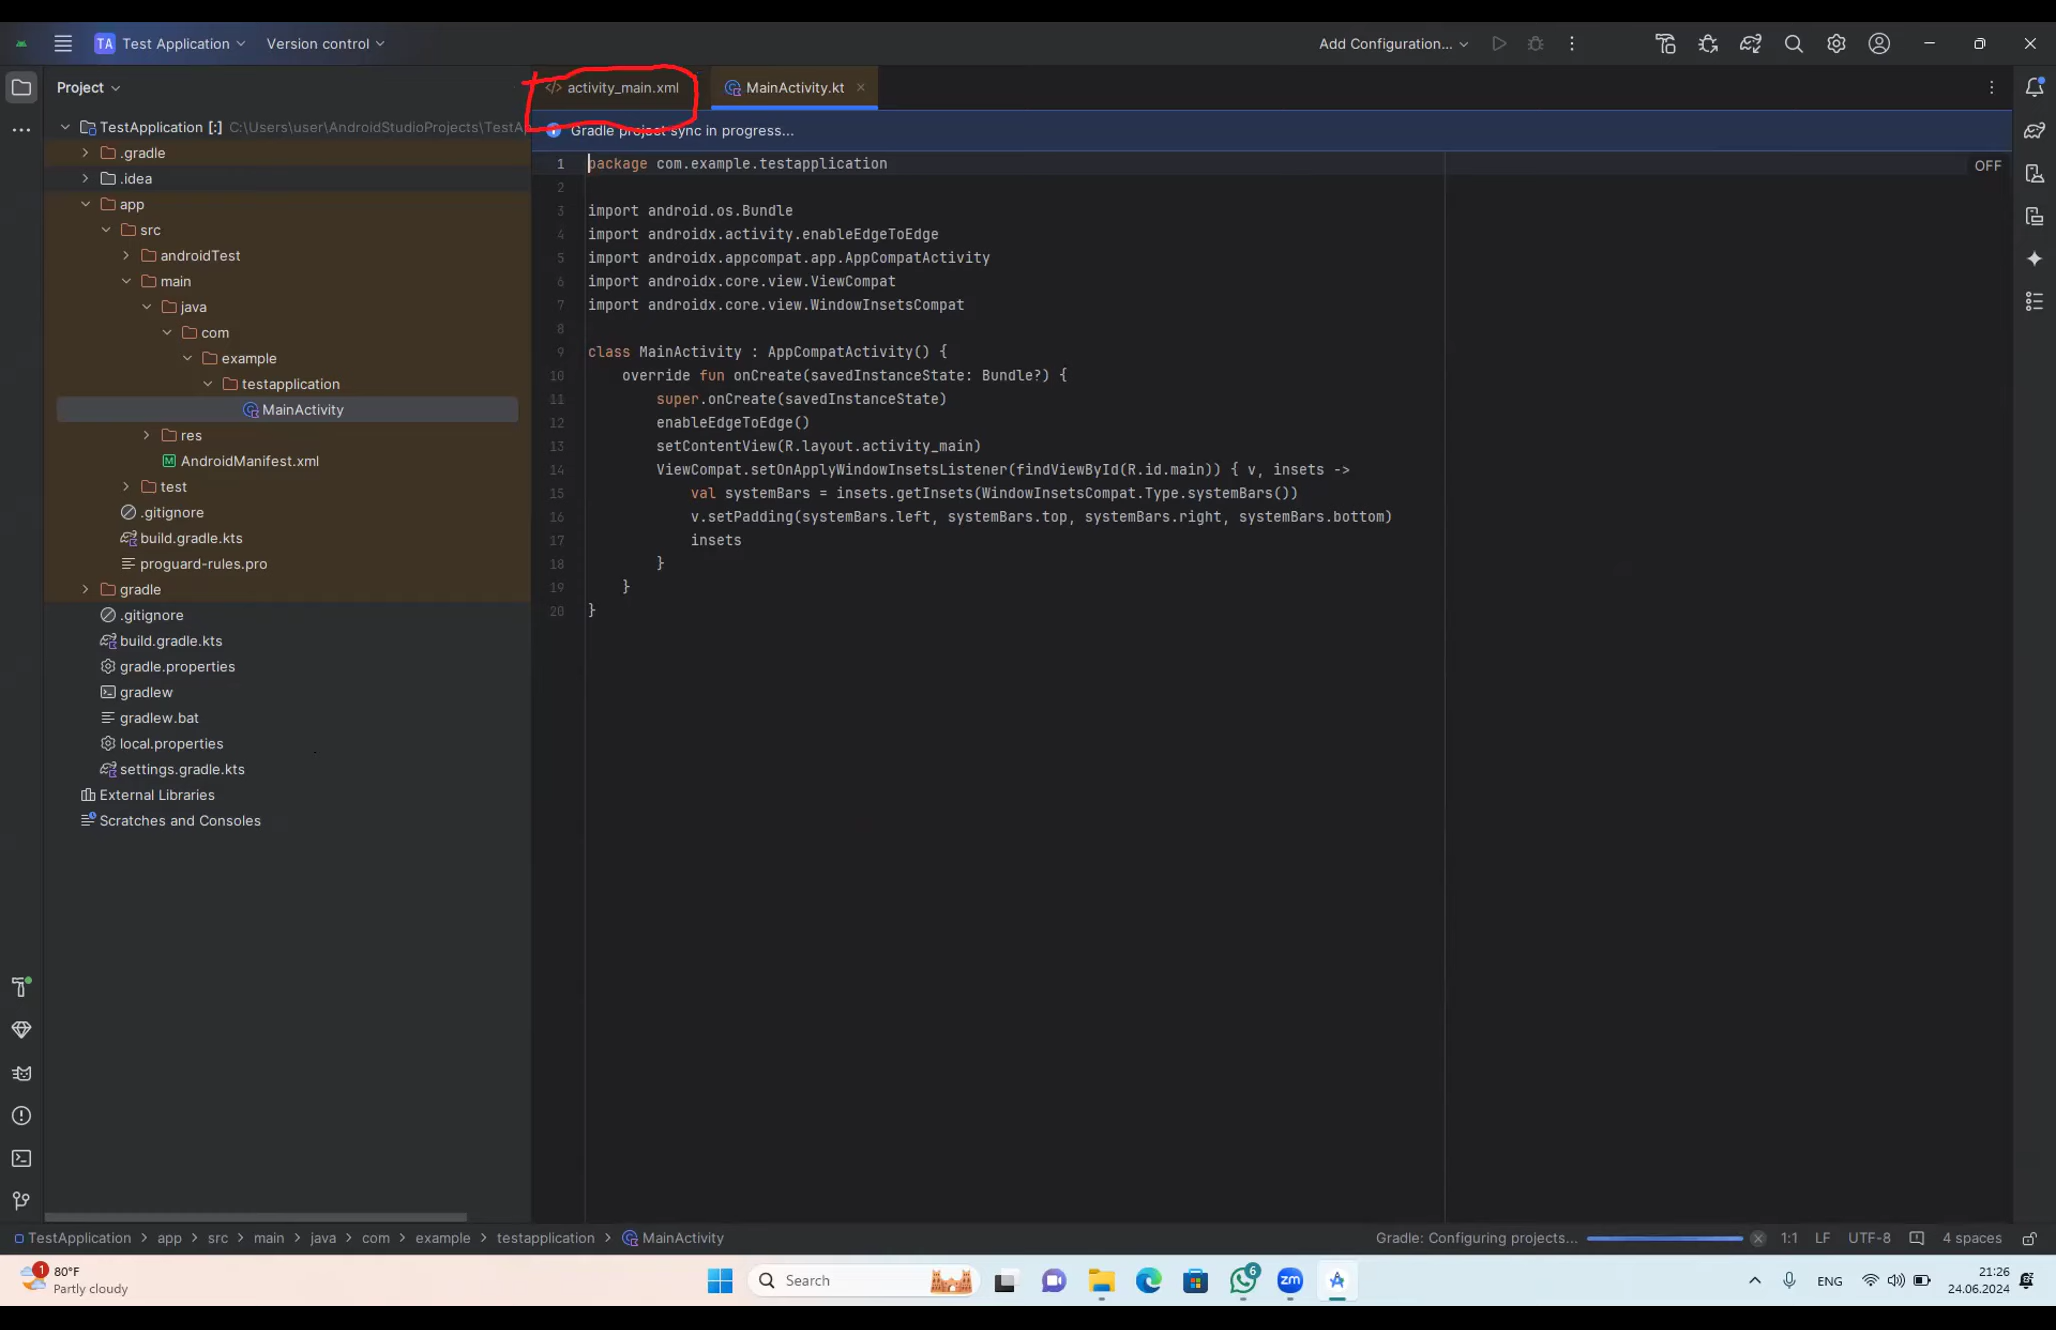 TA Test Application Version control
Add Configuration...
Project
activity_main.xml
MainActivity.kt
TestApplication [:] C:\Users\user\AndroidStudioProjects\TestA
Gradle project sync in progress...
.gradle
.idea
app
src
androidTest
main
java
com
example
testapplication
MainActivity
res
AndroidManifest.xml
test
.gitignore
build.gradle.kts
proguard-rules.pro
gradle
.gitignore
build.gradle.kts
gradle.properties
gradlew
gradlew.bat
local.properties
settings.gradle.kts
External Libraries
Scratches and Consoles
OFF
1 package com.example.testapplication
2
3 import android.os.Bundle
4 import androidx.activity.enableEdgeToEdge
5 import androidx.appcompat.app.AppCompatActivity
6 import androidx.core.view.ViewCompat
7 import androidx.core.view.WindowInsetsCompat
8
9 class MainActivity : AppCompatActivity() {
10 override fun onCreate(savedInstanceState: Bundle?) {
11 super.onCreate(savedInstanceState)
12 enableEdgeToEdge()
13 setContentView(R.layout.activity_main)
14 ViewCompat.setOnApplyWindowInsetsListener(findViewById(R.id.main)) { v, insets ->
15 val systemBars = insets.getInsets(WindowInsetsCompat.Type.systemBars())
16 v.setPadding(systemBars.left, systemBars.top, systemBars.right, systemBars.bottom)
17 insets
18 }
19 }
20 }
TestApplication > app > src > main > java > com > example > testapplication > MainActivity
Gradle: Configuring projects... 1:1 LF UTF-8 4 spaces
1 80°F
Partly cloudy
Search
6
zm
ENG
21:26
24.06.2024